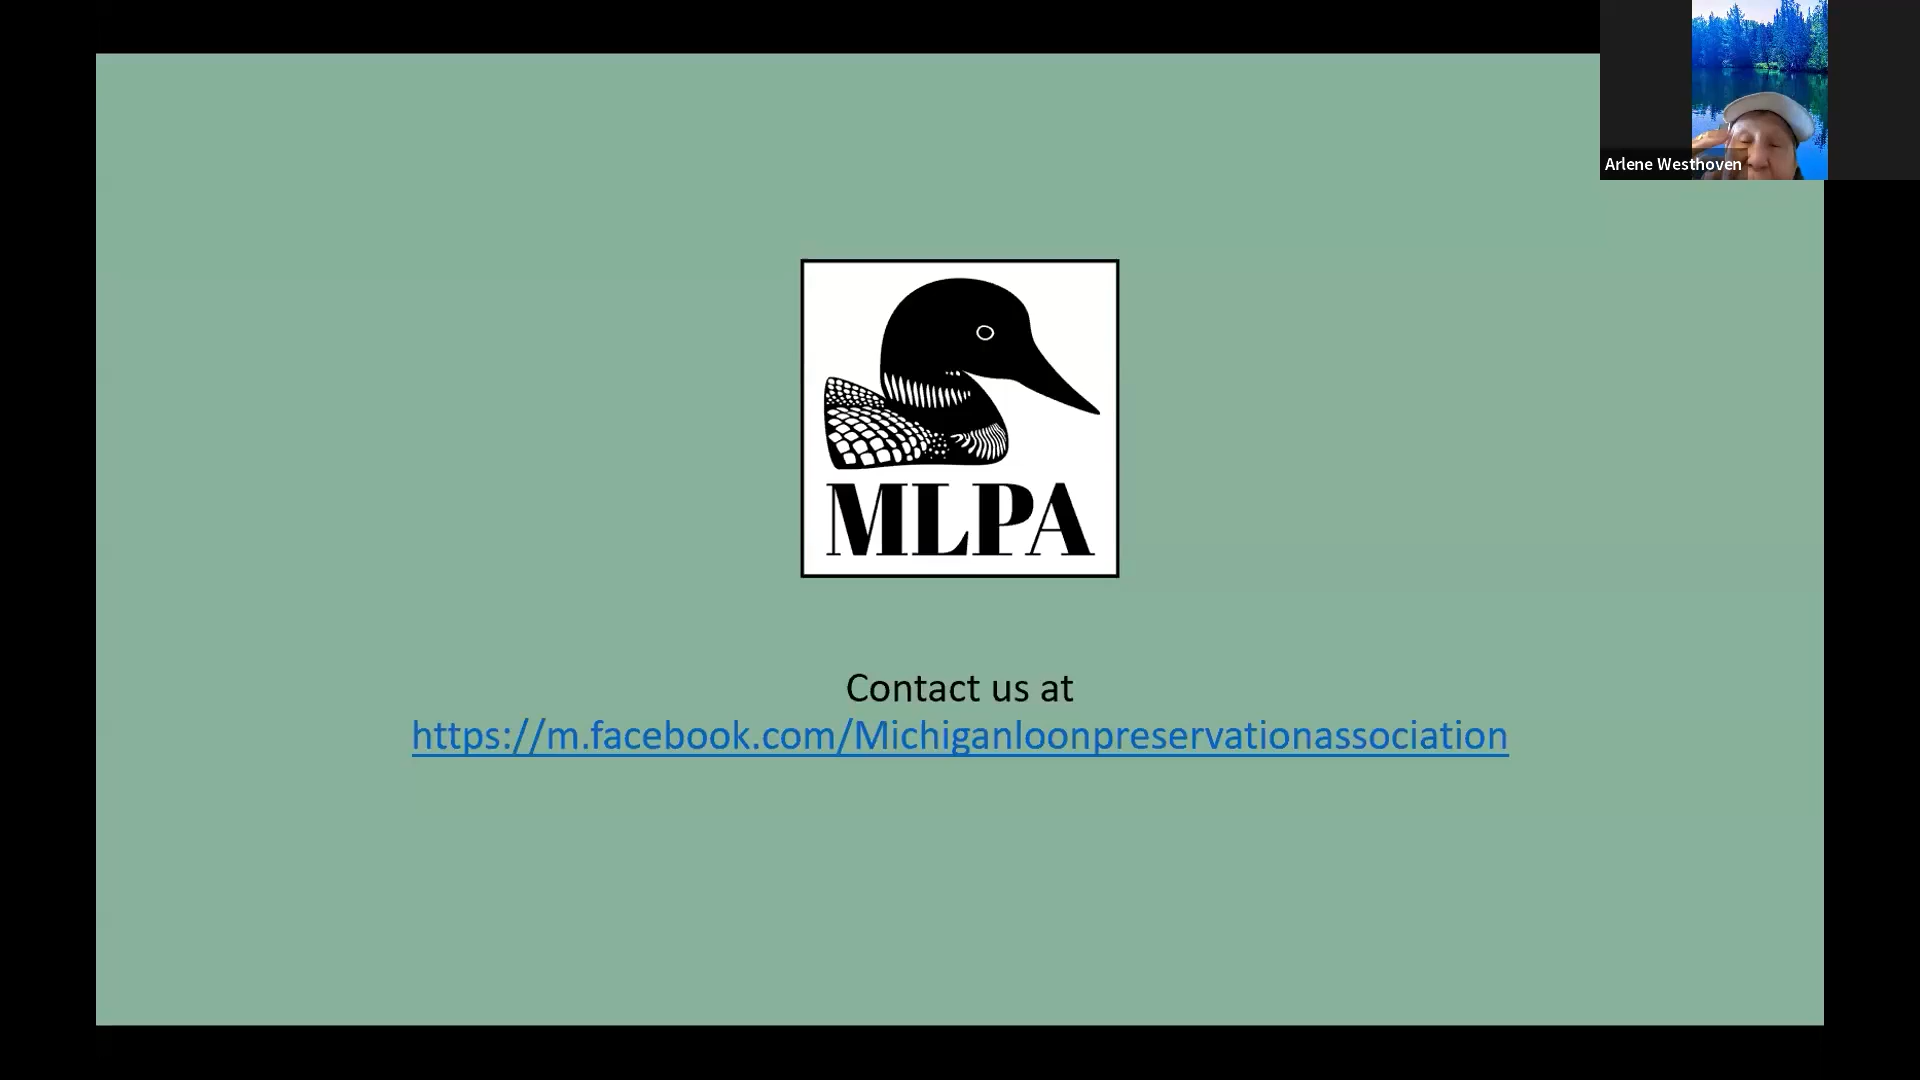 Arlene Westhoven
MLPA
Contact us at
https://m.facebook.com/Michiganloonpreservationassociation